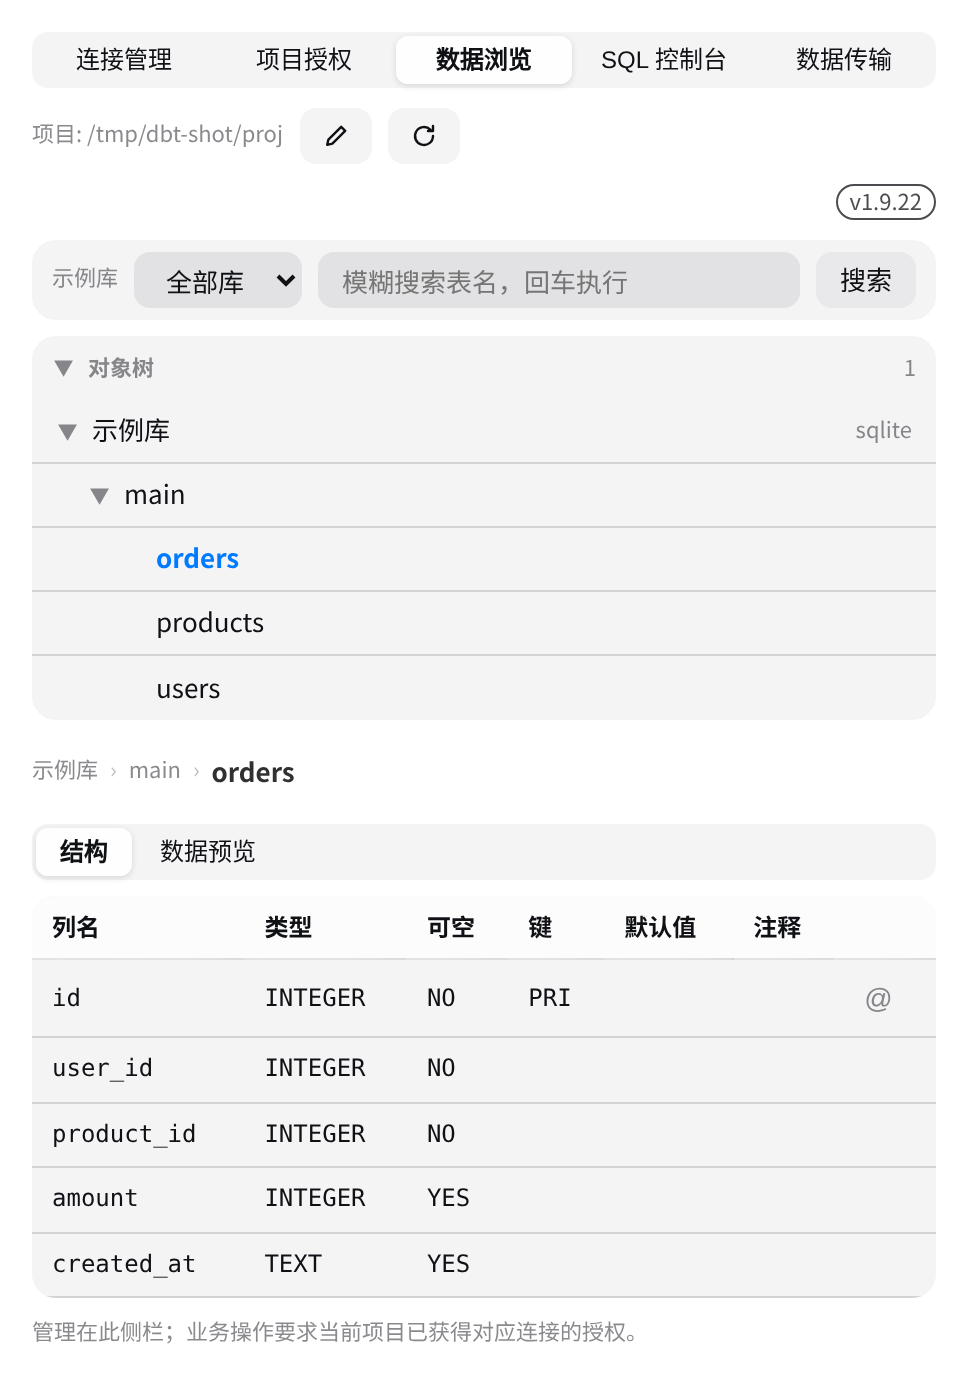 连接管理 项目授权 数据浏览 SQL 控制台 数据传输
项目: /tmp/dbt-shot/proj
v1.9.22
示例库 全部库 模糊搜索表名，回车执行 搜索
▼ 对象树 1
▼ 示例库 sqlite
▼ main
orders
products
users
示例库 › main › orders
结构 数据预览
列名 类型 可空 键 默认值 注释
id INTEGER NO PRI @
user_id INTEGER NO
product_id INTEGER NO
amount INTEGER YES
created_at TEXT YES
管理在此侧栏；业务操作要求当前项目已获得对应连接的授权。